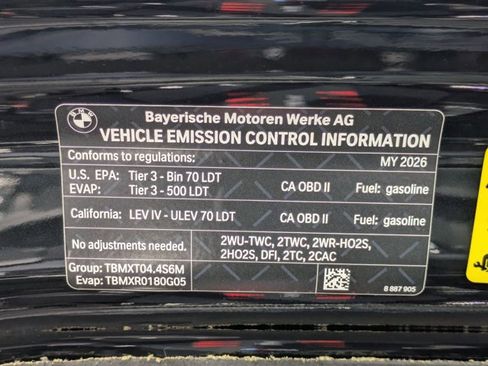 BMW
Bayerische Motoren Werke AG
VEHICLE EMISSION CONTROL INFORMATION
Conforms to regulations: MY 2026
U.S. EPA: Tier 3 - Bin 70 LDT CA OBD II Fuel: gasoline
EVAP: Tier 3 - 500 LDT
California: LEV IV - ULEV 70 LDT CA OBD II Fuel: gasoline
No adjustments needed. 2WU-TWC, 2TWC, 2WR-HO2S,
2HO2S, DFI, 2TC, 2CAC
Group: TBMXT04.4S6M
Evap: TBMXR0180G05 8 887 905